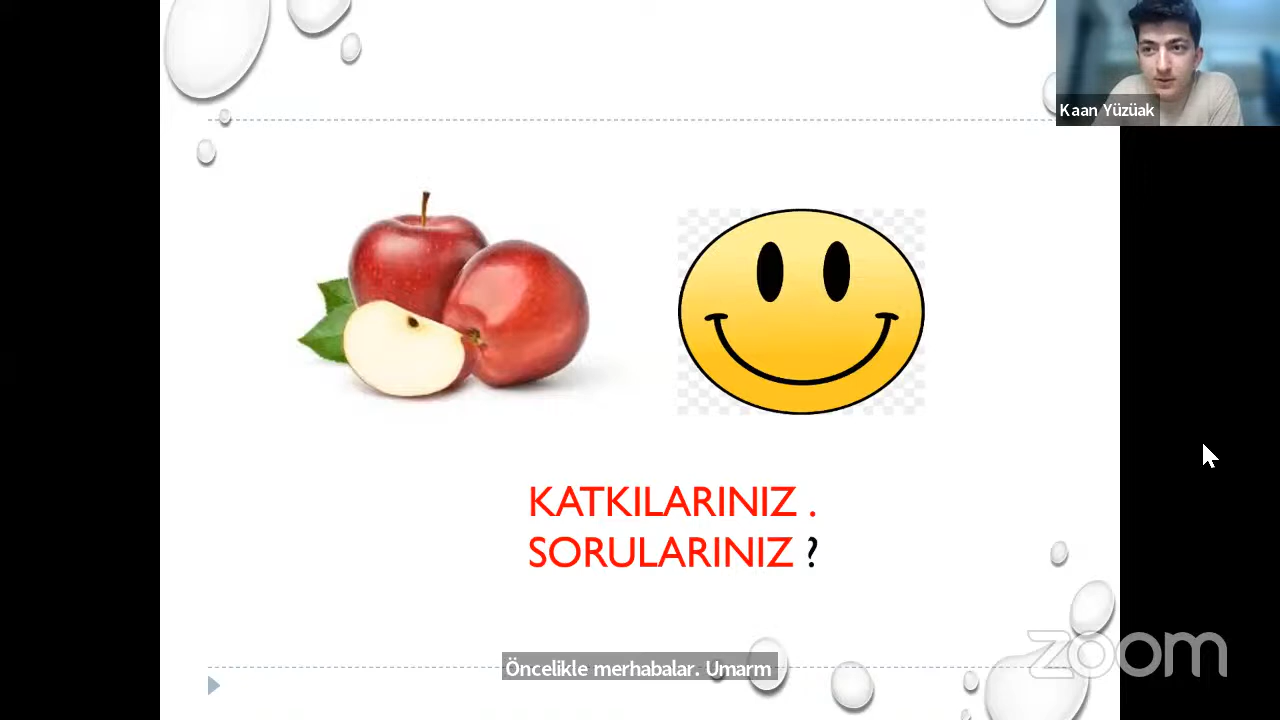 Kaan Yüzüak
KATKILARINIZ .
SORULARINIZ ?
Öncelikle merhabalar. Umarm
zoom